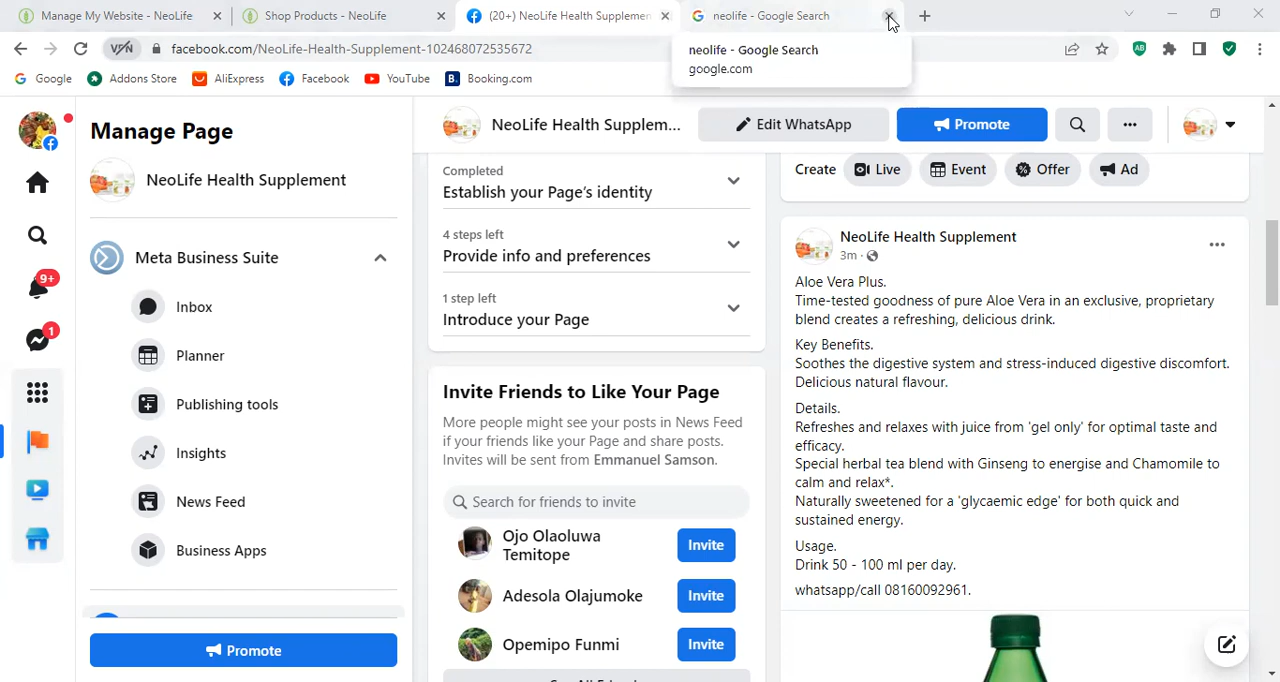 Manage My Website - NeoLife
Shop Products - NeoLife
(20+) NeoLife Health Supplemen
neolife - Google Search
VPN
facebook.com/NeoLife-Health-Supplement-102468072535672
neolife - Google Search
google.com
Google
Addons Store
AliExpress
Facebook
YouTube
B. Booking.com
Manage Page
NeoLife Health Supplement
Meta Business Suite
Inbox
Planner
Publishing tools
Insights
News Feed
Business Apps
Promote
9+
1
NeoLife Health Supplem...
Edit WhatsApp
Promote
Completed
Establish your Page's identity
4 steps left
Provide info and preferences
1 step left
Introduce your Page
Invite Friends to Like Your Page
More people might see your posts in News Feed
if your friends like your Page and share posts.
Invites will be sent from Emmanuel Samson.
Search for friends to invite
Ojo Olaoluwa
Temitope
Invite
Adesola Olajumoke
Invite
Opemipo Funmi
Invite
Create
Live
Event
Offer
Ad
NeoLife Health Supplement
3m ·
Aloe Vera Plus.
Time-tested goodness of pure Aloe Vera in an exclusive, proprietary
blend creates a refreshing, delicious drink.
Key Benefits.
Soothes the digestive system and stress-induced digestive discomfort.
Delicious natural flavour.
Details.
Refreshes and relaxes with juice from 'gel only' for optimal taste and
efficacy.
Special herbal tea blend with Ginseng to energise and Chamomile to
calm and relax*.
Naturally sweetened for a 'glycaemic edge' for both quick and
sustained energy.
Usage.
Drink 50 - 100 ml per day.
whatsapp/call 08160092961.